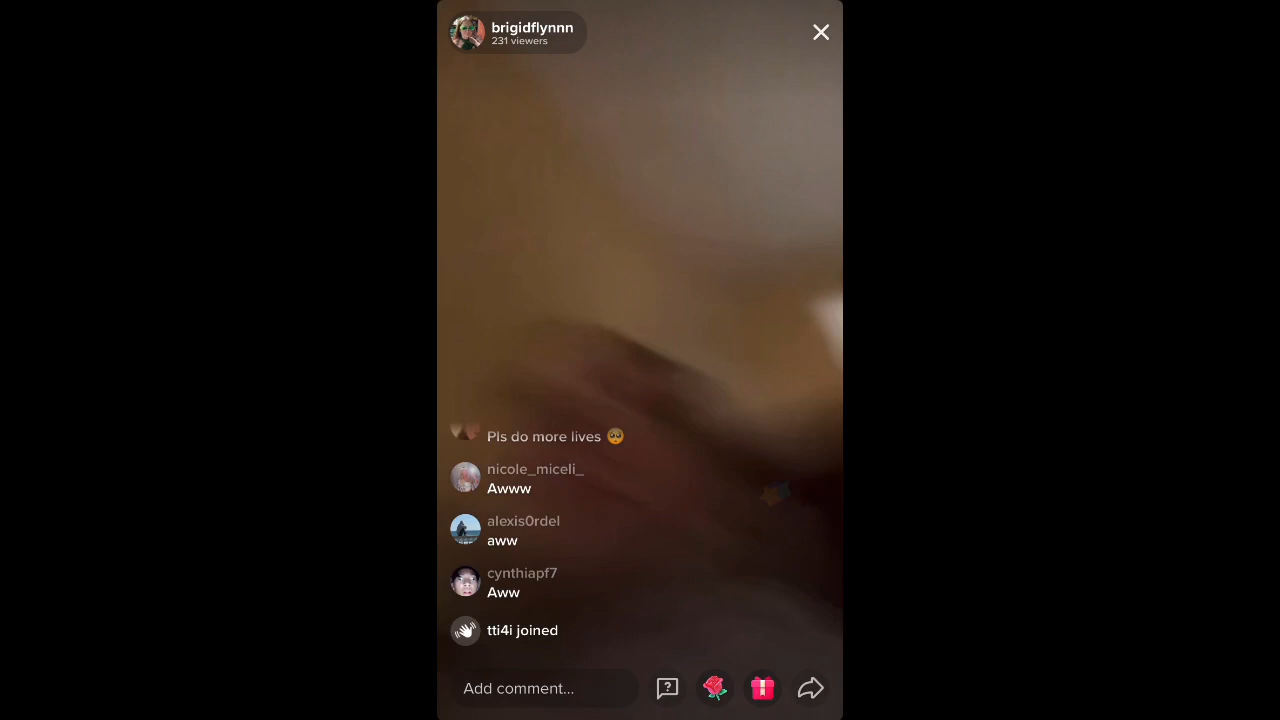 brigidflynnn
231 viewers
Pls do more lives 🥺
nicole_miceli_
Awww
alexis0rdel
aww
cynthiapf7
Aww
tti4i joined
Add comment...